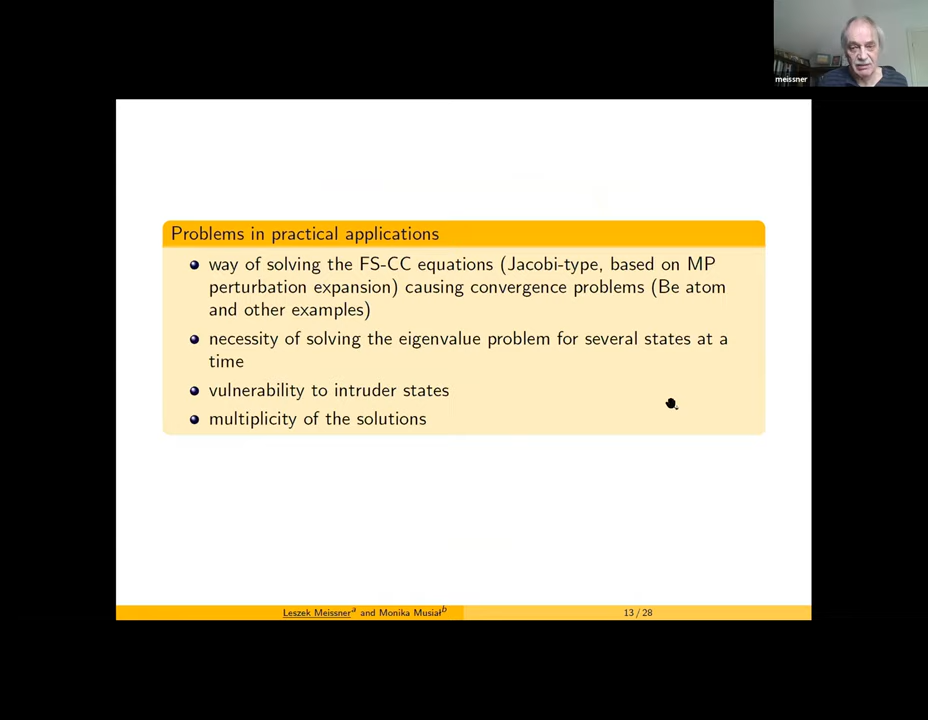 meissner
Problems in practical applications
way of solving the FS-CC equations (Jacobi-type, based on MP
perturbation expansion) causing convergence problems (Be atom
and other examples)
necessity of solving the eigenvalue problem for several states at a
time
vulnerability to intruder states
multiplicity of the solutions
Leszek Meissnerᵃ and Monika Musiałᵇ
13 / 28